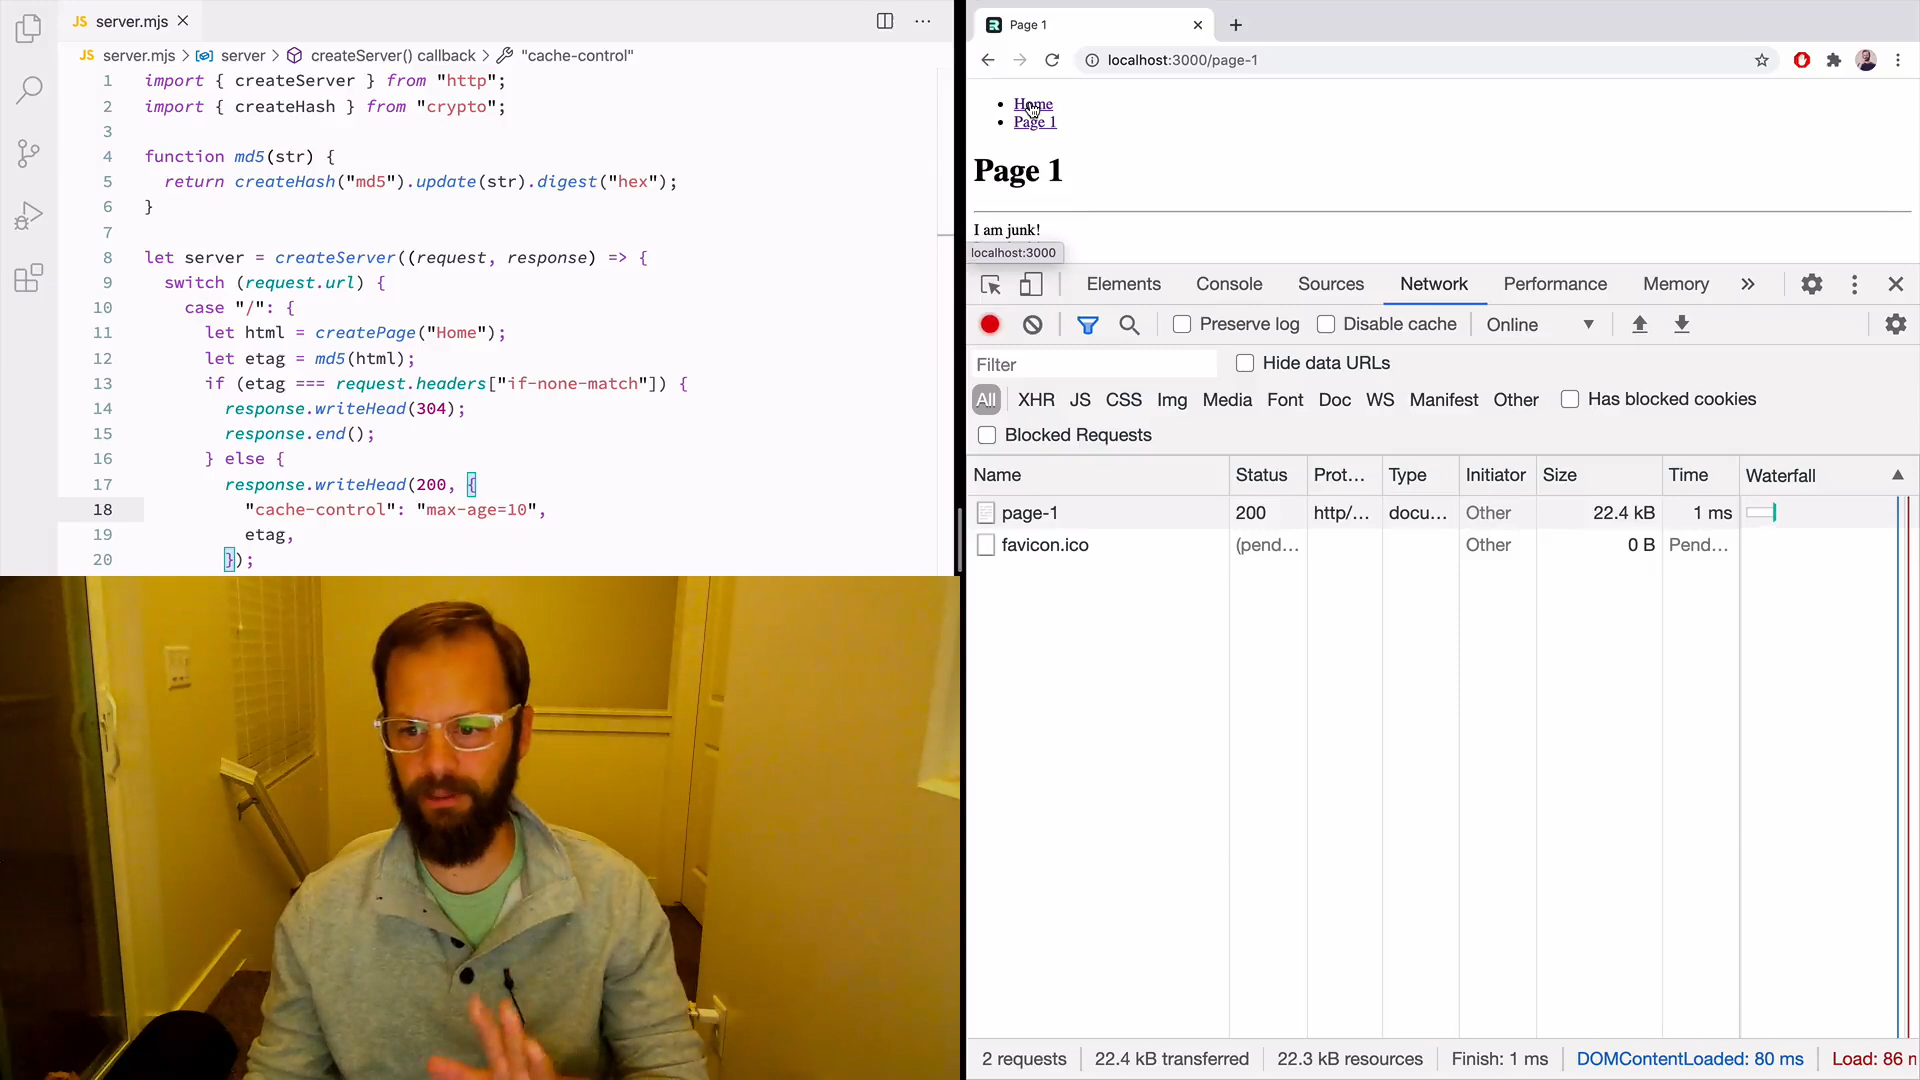 JS server.mjs
JS server.mjs > server > createServer() callback > "cache-control"
1 import { createServer } from "http";
2 import { createHash } from "crypto";
3
4 function md5(str) {
5 return createHash("md5").update(str).digest("hex");
6 }
7
8 let server = createServer((request, response) => {
9 switch (request.url) {
10 case "/": {
11 let html = createPage("Home");
12 let etag = md5(html);
13 if (etag === request.headers["if-none-match"]) {
14 response.writeHead(304);
15 response.end();
16 } else {
17 response.writeHead(200, {
18 "cache-control": "max-age=10",
19 etag,
20 });
Page 1
localhost:3000/page-1
Home
Page 1
Page 1
I am junk!
localhost:3000
Elements Console Sources Network Performance Memory
Preserve log Disable cache Online
Filter Hide data URLs
All XHR JS CSS Img Media Font Doc WS Manifest Other Has blocked cookies
Blocked Requests
Name Status Prot... Type Initiator Size Time Waterfall
page-1 200 http/... docu... Other 22.4 kB 1 ms
favicon.ico (pend... Other 0 B Pend...
2 requests 22.4 kB transferred 22.3 kB resources Finish: 1 ms DOMContentLoaded: 80 ms Load: 86